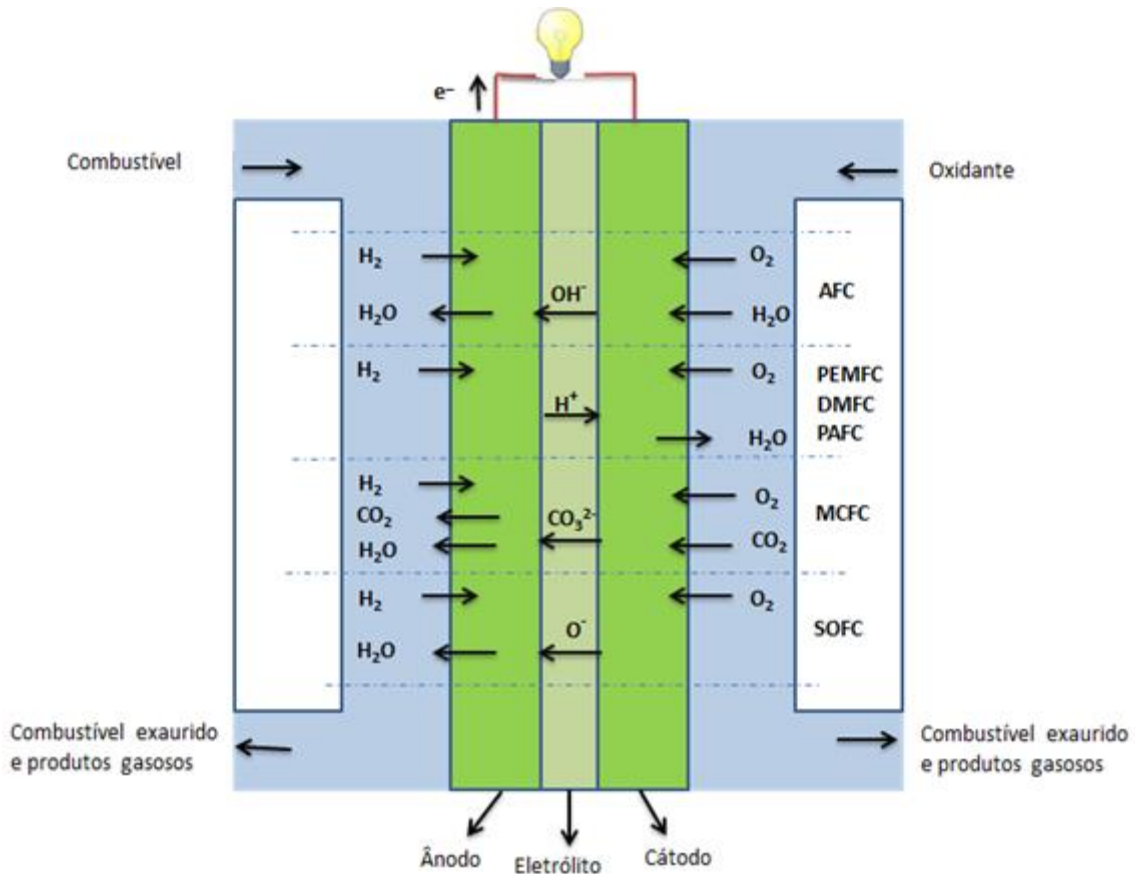 e⁻
Combustível
Oxidante
H₂
O₂
AFC
OH⁻
H₂O
H₂O
H₂
O₂
PEMFC
DMFC
PAFC
H⁺
H₂O
H₂
O₂
MCFC
CO₂
CO₃²⁻
H₂O
CO₂
H₂
O₂
SOFC
O⁻
H₂O
Combustível exaurido
e produtos gasosos
Combustível exaurido
e produtos gasosos
Ânodo
Eletrólito
Cátodo